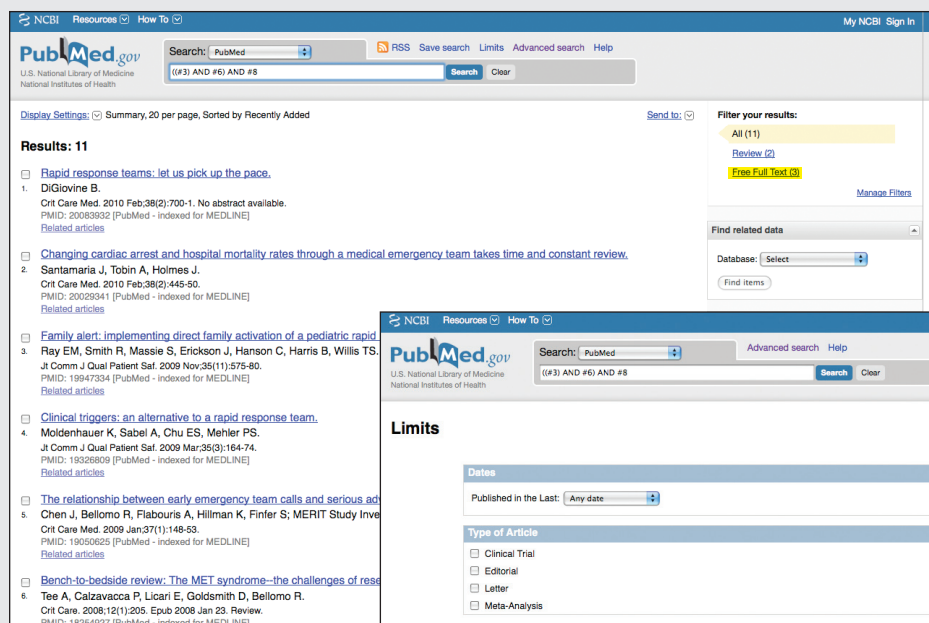 NCBI Resources How To My NCBI Sign In
PubMed.gov
U.S. National Library of Medicine
National Institutes of Health
Search: PubMed
RSS Save search Limits Advanced search Help
((#3) AND #6) AND #8 Search Clear
Display Settings: Summary, 20 per page, Sorted by Recently Added Send to:
Results: 11
1. Rapid response teams: let us pick up the pace.
DiGiovine B.
Crit Care Med. 2010 Feb;38(2):700-1. No abstract available.
PMID: 20083932 [PubMed - indexed for MEDLINE]
Related articles
2. Changing cardiac arrest and hospital mortality rates through a medical emergency team takes time and constant review.
Santamaria J, Tobin A, Holmes J.
Crit Care Med. 2010 Feb;38(2):445-50.
PMID: 20029341 [PubMed - indexed for MEDLINE]
Related articles
3. Family alert: implementing direct family activation of a pediatric rapid
Ray EM, Smith R, Massie S, Erickson J, Hanson C, Harris B, Willis TS.
Jt Comm J Qual Patient Saf. 2009 Nov;35(11):575-80.
PMID: 19947334 [PubMed - indexed for MEDLINE]
Related articles
4. Clinical triggers: an alternative to a rapid response team.
Moldenhauer K, Sabel A, Chu ES, Mehler PS.
Jt Comm J Qual Patient Saf. 2009 Mar;35(3):164-74.
PMID: 19326809 [PubMed - indexed for MEDLINE]
Related articles
5. The relationship between early emergency team calls and serious
Chen J, Bellomo R, Flabouris A, Hillman K, Finfer S; MERIT Study
Crit Care Med. 2009 Jan;37(1):148-53.
PMID: 19050625 [PubMed - indexed for MEDLINE]
Related articles
6. Bench-to-bedside review: The MET syndrome--the challenges of
Tee A, Calzavacca P, Licari E, Goldsmith D, Bellomo R.
Crit Care. 2008;12(1):205. Epub 2008 Jan 23. Review.
PMID: 18254927 [PubMed - indexed for MEDLINE]
Filter your results:
All (11)
Review (2)
Free Full Text (3)
Manage Filters
Find related data
Database: Select
Find items
NCBI Resources How To
PubMed.gov
U.S. National Library of Medicine
National Institutes of Health
Search: PubMed
Advanced search Help
((#3) AND #6) AND #8 Search Clear
Limits
Dates
Published in the Last: Any date
Type of Article
Clinical Trial
Editorial
Letter
Meta-Analysis